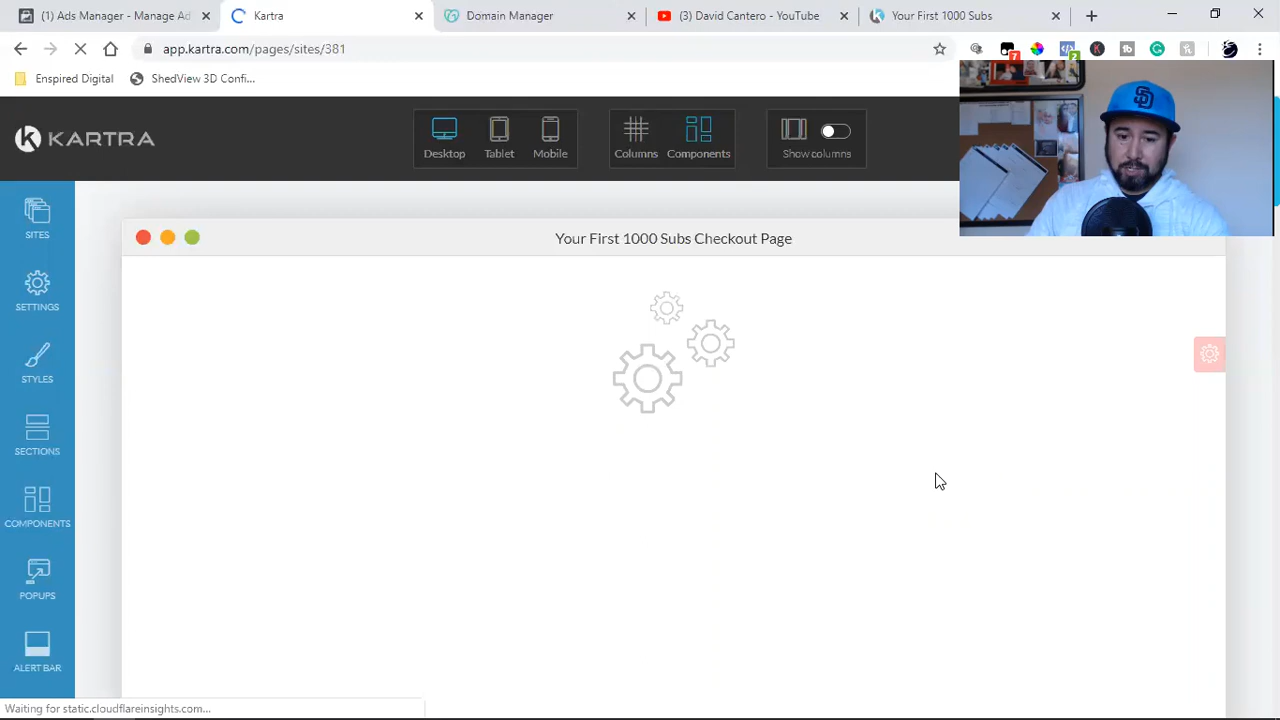 (1) Ads Manager - Manage Ad
Kartra
Domain Manager
(3) David Cantero - YouTube
Your First 1000 Subs
app.kartra.com/pages/sites/381
7
2
Enspired Digital
ShedView 3D Confi...
KARTRA
Desktop
Tablet
Mobile
Columns
Components
Show columns
SITES
SETTINGS
STYLES
SECTIONS
COMPONENTS
POPUPS
ALERT BAR
Your First 1000 Subs Checkout Page
Waiting for static.cloudflareinsights.com...